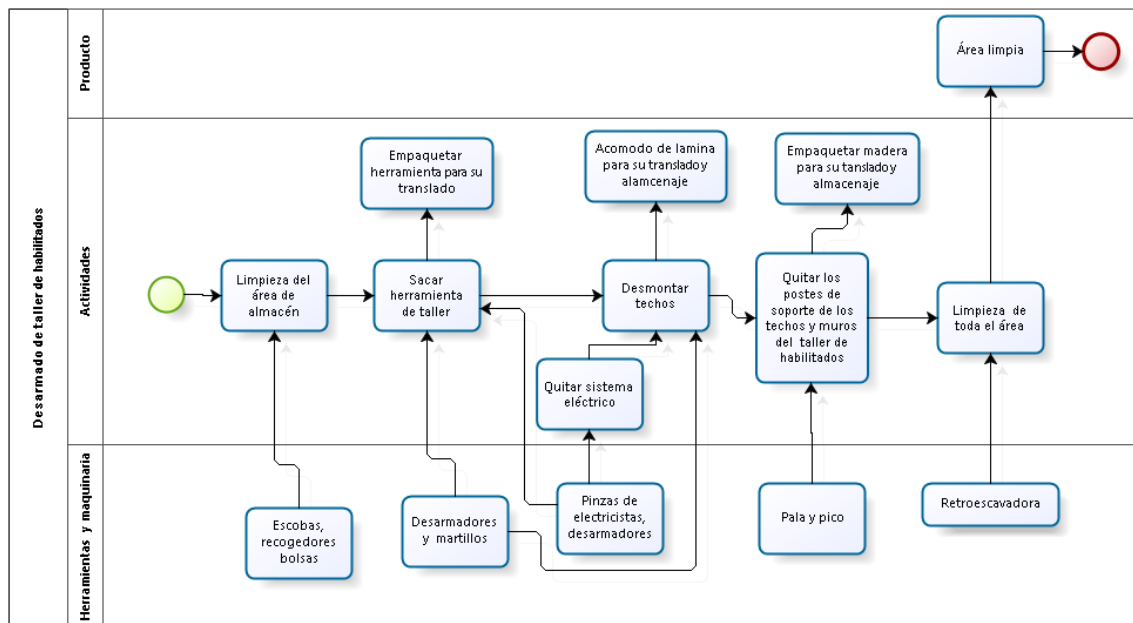 Desarmado de taller de habilitados
Producto
Área limpia
Actividades
Empaquetar
herramienta para su
translado
Acomodo de lamina
para su translado y
alamcenaje
Empaquetar madera
para su tanslado y
almacenaje
Limpieza del
área de
almacén
Sacar
herramienta
de taller
Desmontar
techos
Quitar los
postes de
soporte de los
techos y muros
del taller de
habilitados
Limpieza de
toda el área
Quitar sistema
eléctrico
Herramientas y maquinaria
Escobas,
recogedores
bolsas
Desarmadores
y martillos
Pinzas de
electricistas,
desarmadores
Pala y pico
Retroescavadora